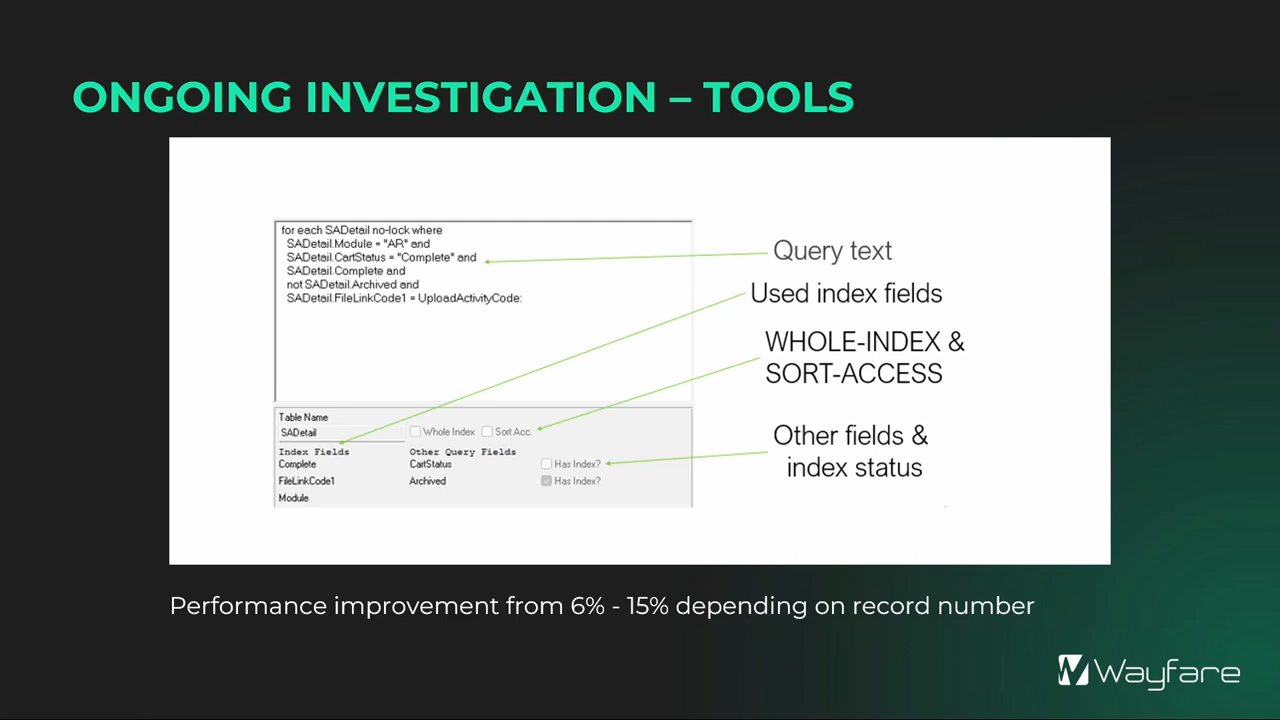 ONGOING INVESTIGATION – TOOLS
for each SADetail no-lock where
SADetail.Module = "AR" and
SADetail.CartStatus = "Complete" and
SADetail.Complete and
not SADetail.Archived and
SADetail.FileLinkCode1 = UploadActivityCode:
Query text
Used index fields
WHOLE-INDEX &
SORT-ACCESS
Other fields &
index status
Table Name
SADetail Whole Index Sort Acc.
Index Fields Other Query Fields
Complete CartStatus Has Index?
FileLinkCode1 Archived Has Index?
Module
Performance improvement from 6% - 15% depending on record number
Wayfare